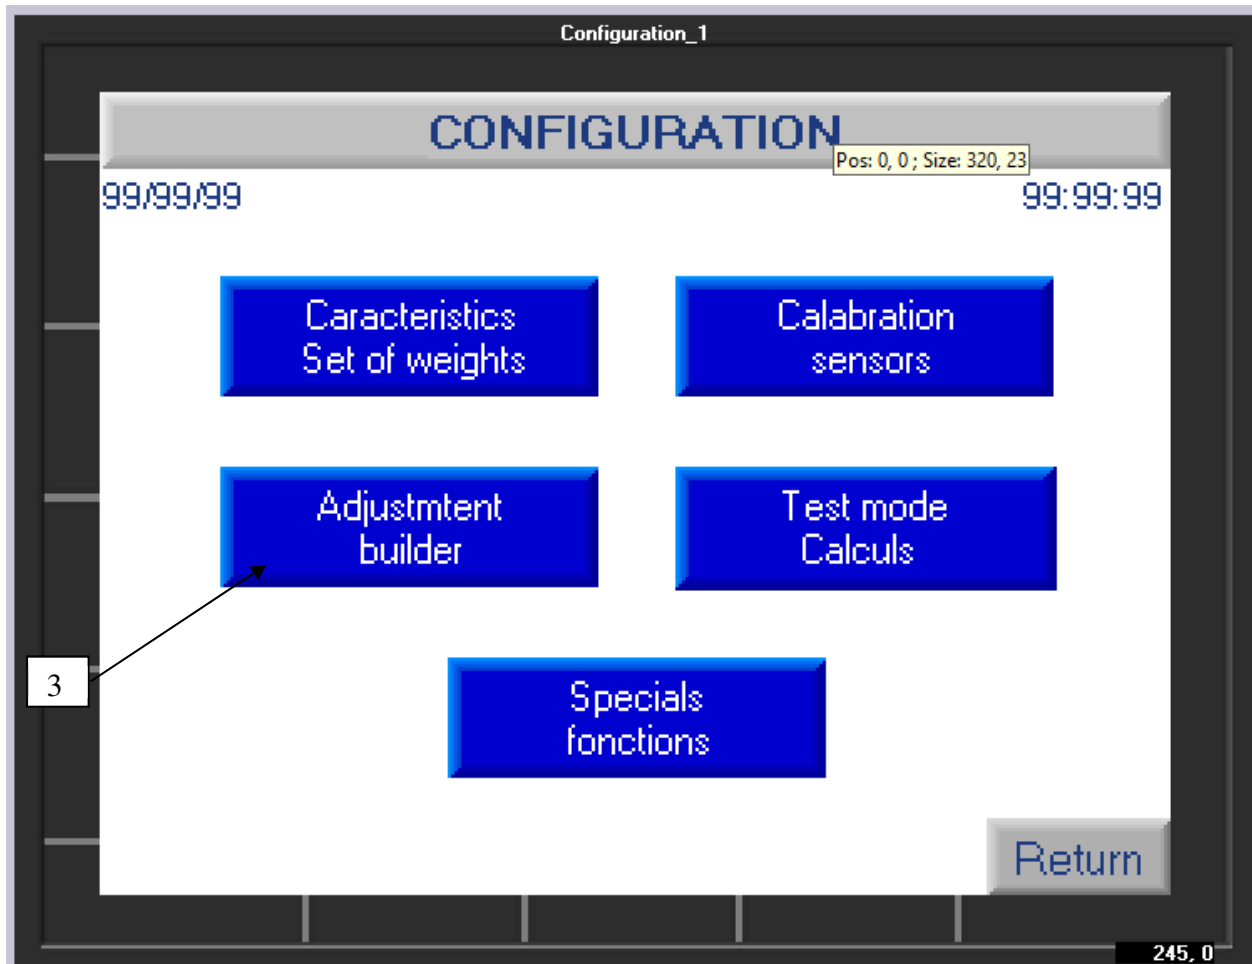 Configuration_1
CONFIGURATION
Pos: 0, 0 ; Size: 320, 23
99/99/99
99:99:99
Caracteristics
Set of weights
Calabration
sensors
Adjustmtent
builder
Test mode
Calculs
3
Specials
fonctions
Return
245, 0